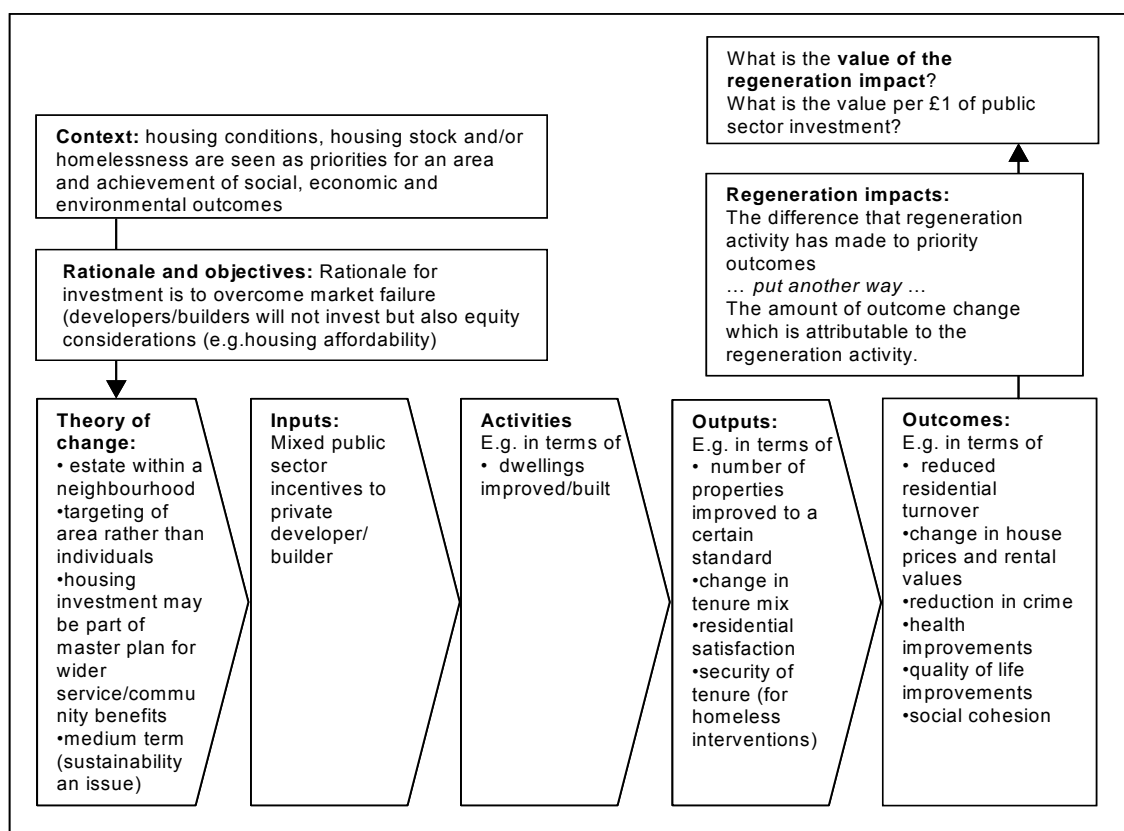 Context: housing conditions, housing stock and/or
homelessness are seen as priorities for an area
and achievement of social, economic and
environmental outcomes
Rationale and objectives: Rationale for
investment is to overcome market failure
(developers/builders will not invest but also equity
considerations (e.g.housing affordability)
Theory of
change:
• estate within a
neighbourhood
•targeting of
area rather than
individuals
•housing
investment may
be part of
master plan for
wider
service/commu
nity benefits
•medium term
(sustainability
an issue)
Inputs:
Mixed public
sector
incentives to
private
developer/
builder
Activities
E.g. in terms of
• dwellings
improved/built
Outputs:
E.g. in terms of
• number of
properties
improved to a
certain
standard
•change in
tenure mix
•residential
satisfaction
•security of
tenure (for
homeless
interventions)
Outcomes:
E.g. in terms of
• reduced
residential
turnover
•change in house
prices and rental
values
•reduction in crime
•health
improvements
•quality of life
improvements
•social cohesion
Regeneration impacts:
The difference that regeneration
activity has made to priority
outcomes
... put another way ...
The amount of outcome change
which is attributable to the
regeneration activity.
What is the value of the
regeneration impact?
What is the value per £1 of public
sector investment?